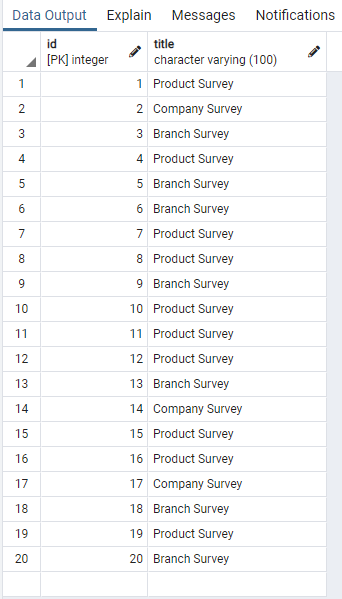 Data Output Explain Messages Notifications
id title
[PK] integer character varying (100)
1 1 Product Survey
2 2 Company Survey
3 3 Branch Survey
4 4 Product Survey
5 5 Branch Survey
6 6 Branch Survey
7 7 Product Survey
8 8 Product Survey
9 9 Branch Survey
10 10 Product Survey
11 11 Product Survey
12 12 Product Survey
13 13 Branch Survey
14 14 Company Survey
15 15 Product Survey
16 16 Product Survey
17 17 Company Survey
18 18 Branch Survey
19 19 Product Survey
20 20 Branch Survey